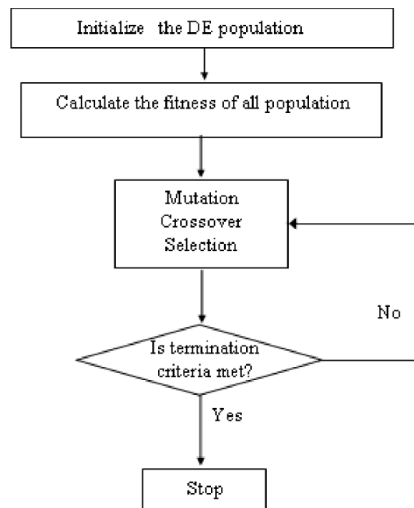 Initialize the DE population
Calculate the fitness of all population
Mutation
Crossover
Selection
No
Is termination
criteria met?
Yes
Stop